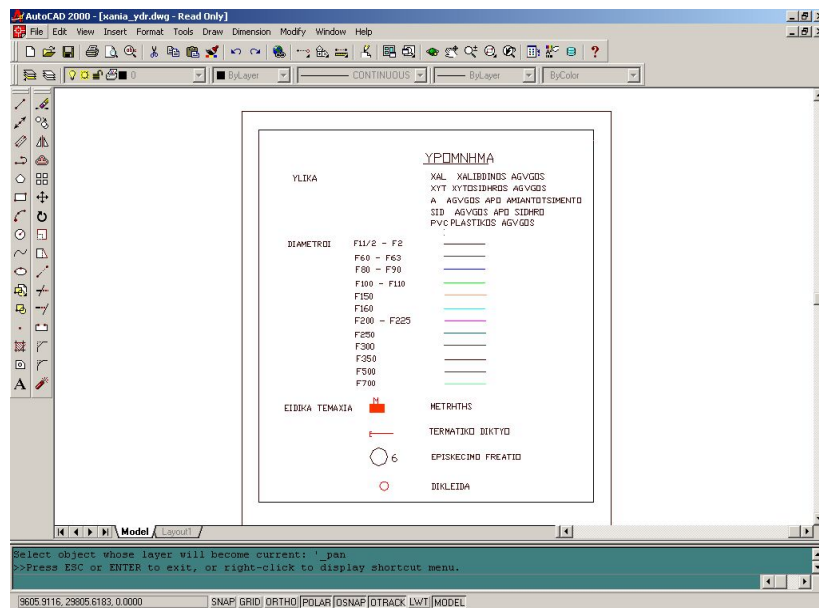 AutoCAD 2000 - [xania_ydr.dwg - Read Only]
File Edit View Insert Format Tools Draw Dimension Modify Window Help
0 ByLayer CONTINUOUS ByLayer ByColor
YPOMNHMA
YLIKA
XAL XALIBDINOS AGVGOS
XYT XYTOSIDHROS AGVGOS
A AGVGOS APO AMIANTOTSIMENTO
SID AGVGOS APO SIDHRO
PVC PLASTIKOS AGVGOS
DIAMETROI F11/2 - F2
F60 - F63
F80 - F90
F100 - F110
F150
F160
F200 - F225
F250
F300
F350
F500
F700
M
EIDIKA TEMAXIA METRHTHS
TERMATIKO DIKTYO
6 EPISKECIMO FREATIO
DIKLEIDA
Model Layout1
Select object whose layer will become current: '_pan
>>Press ESC or ENTER to exit, or right-click to display shortcut menu.
9605.9116, 29805.6183, 0.0000 SNAP GRID ORTHO POLAR OSNAP OTRACK LWT MODEL